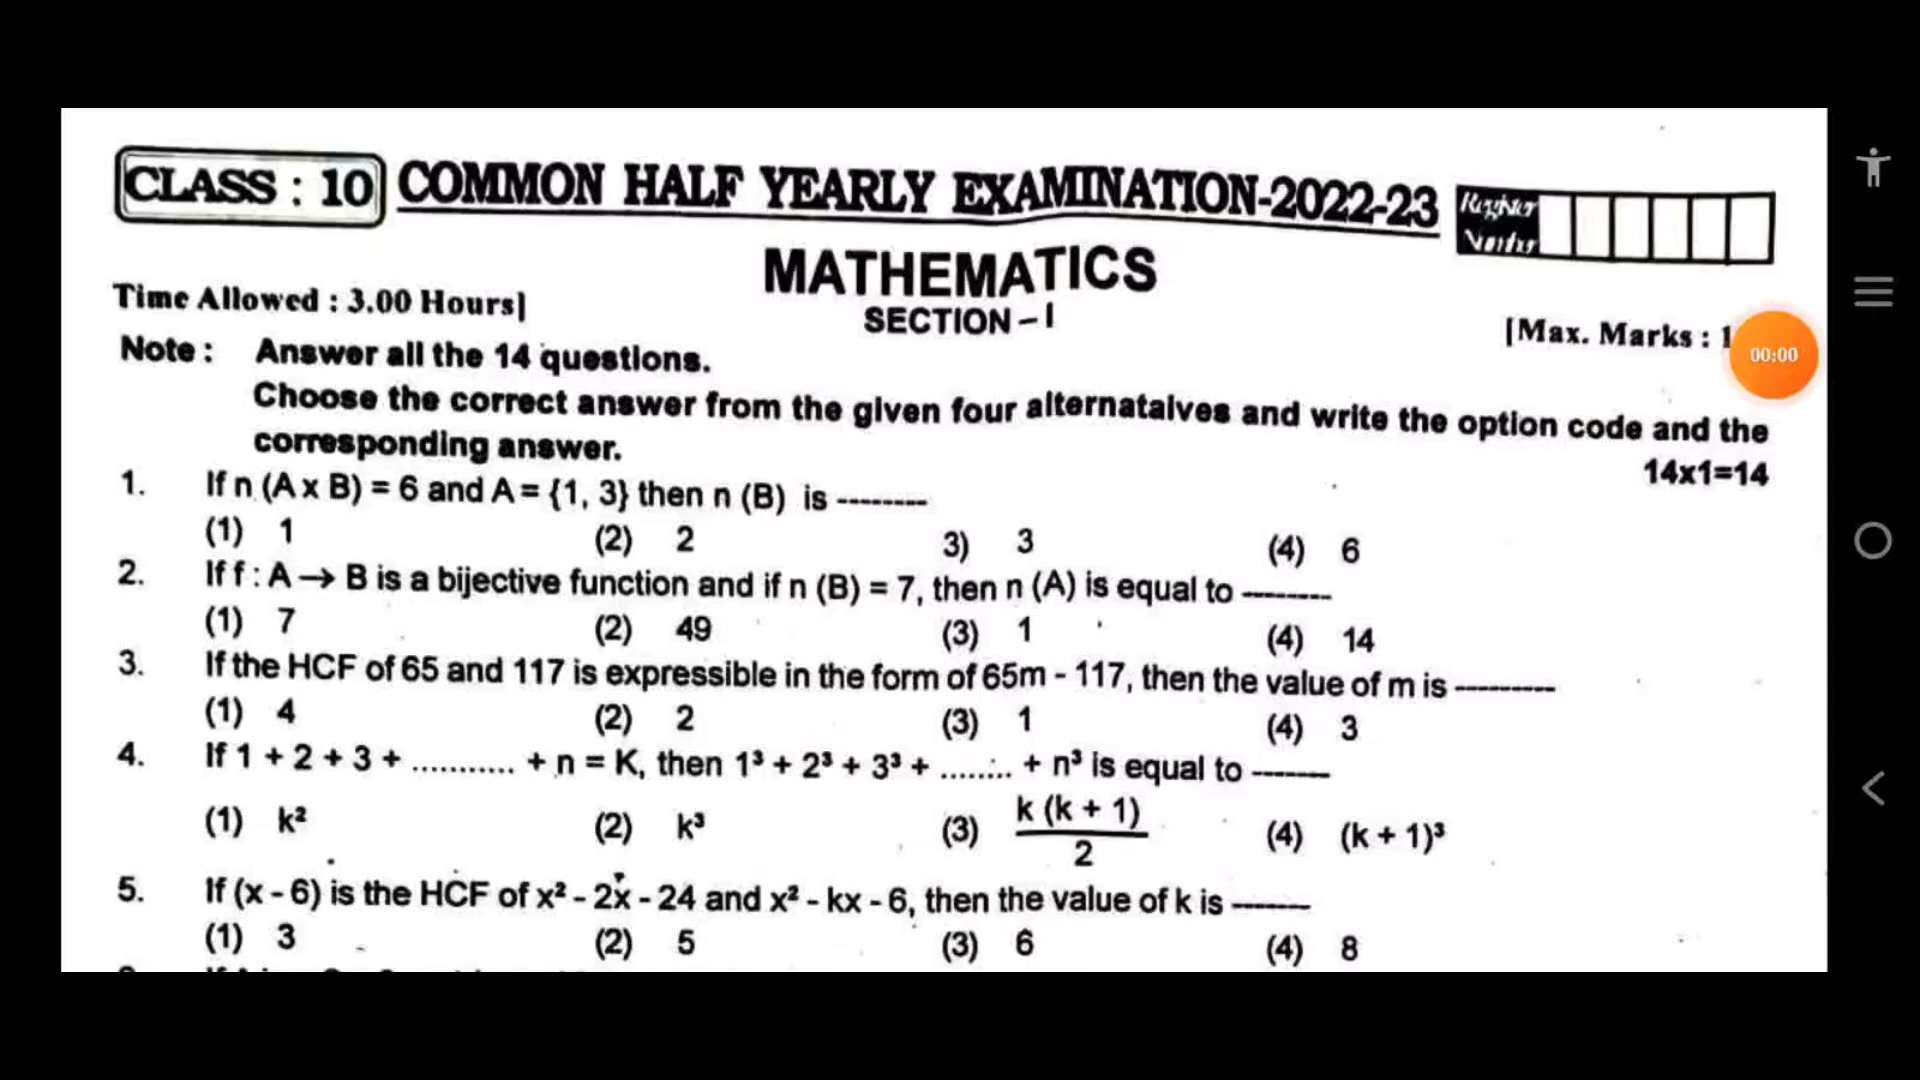 CLASS : 10 COMMON HALF YEARLY EXAMINATION-2022-23 Register
MATHEMATICS
Time Allowed : 3.00 Hours]
SECTION - I
[Max. Marks : 1
00:00
Note : Answer all the 14 questions.
Choose the correct answer from the given four alternataives and write the option code and the
corresponding answer.
14x1=14
1. If n (A x B) = 6 and A = {1, 3} then n (B) is --------
(1) 1 (2) 2 3) 3 (4) 6
2. If f : A → B is a bijective function and if n (B) = 7, then n (A) is equal to --------
(1) 7 (2) 49 (3) 1 (4) 14
3. If the HCF of 65 and 117 is expressible in the form of 65m - 117, then the value of m is ---------
(1) 4 (2) 2 (3) 1 (4) 3
4. If 1 + 2 + 3 + ........... + n = K, then 1³ + 2³ + 3³ + ........ + n³ is equal to -------
(1) k² (2) k³ (3) k (k + 1) / 2 (4) (k + 1)³
5. If (x - 6) is the HCF of x² - 2x - 24 and x² - kx - 6, then the value of k is -------
(1) 3 (2) 5 (3) 6 (4) 8